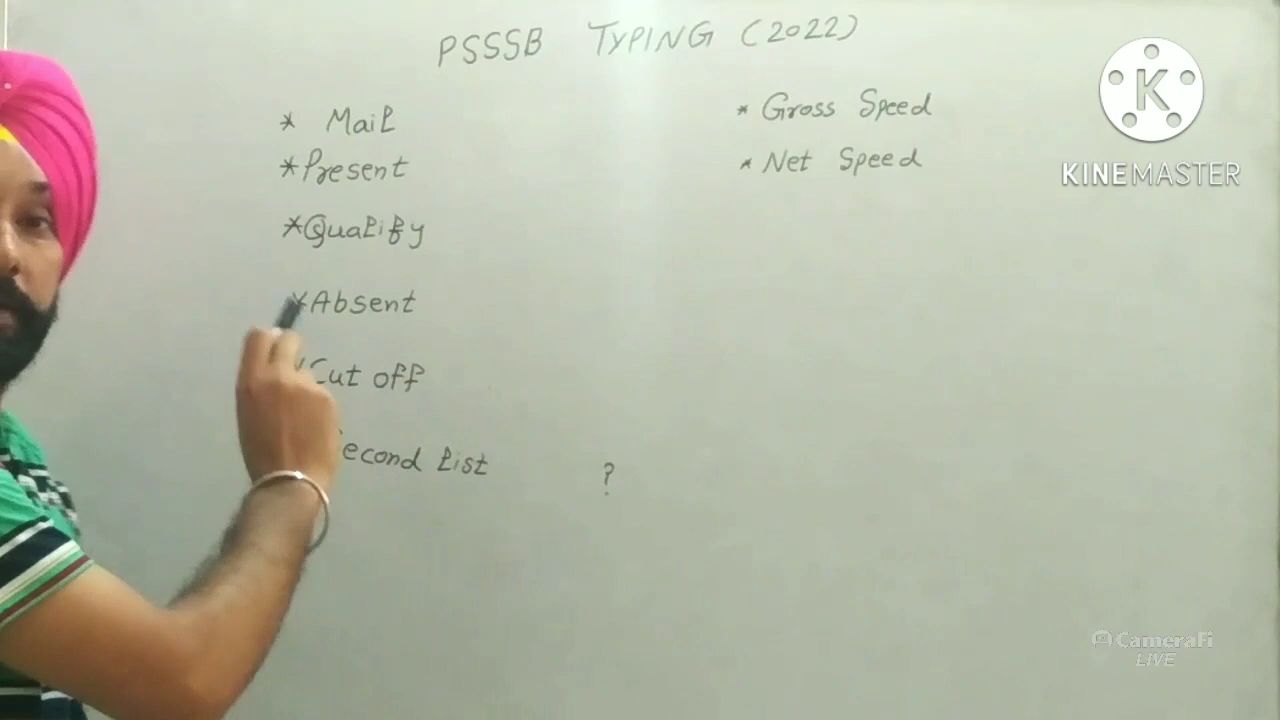 PSSSB TYPING (2022)
* Mail
* Present
* Qualify
* Absent
Cut off
econd list
?
* Gross Speed
* Net Speed
K
KINEMASTER
CameraFi
LIVE